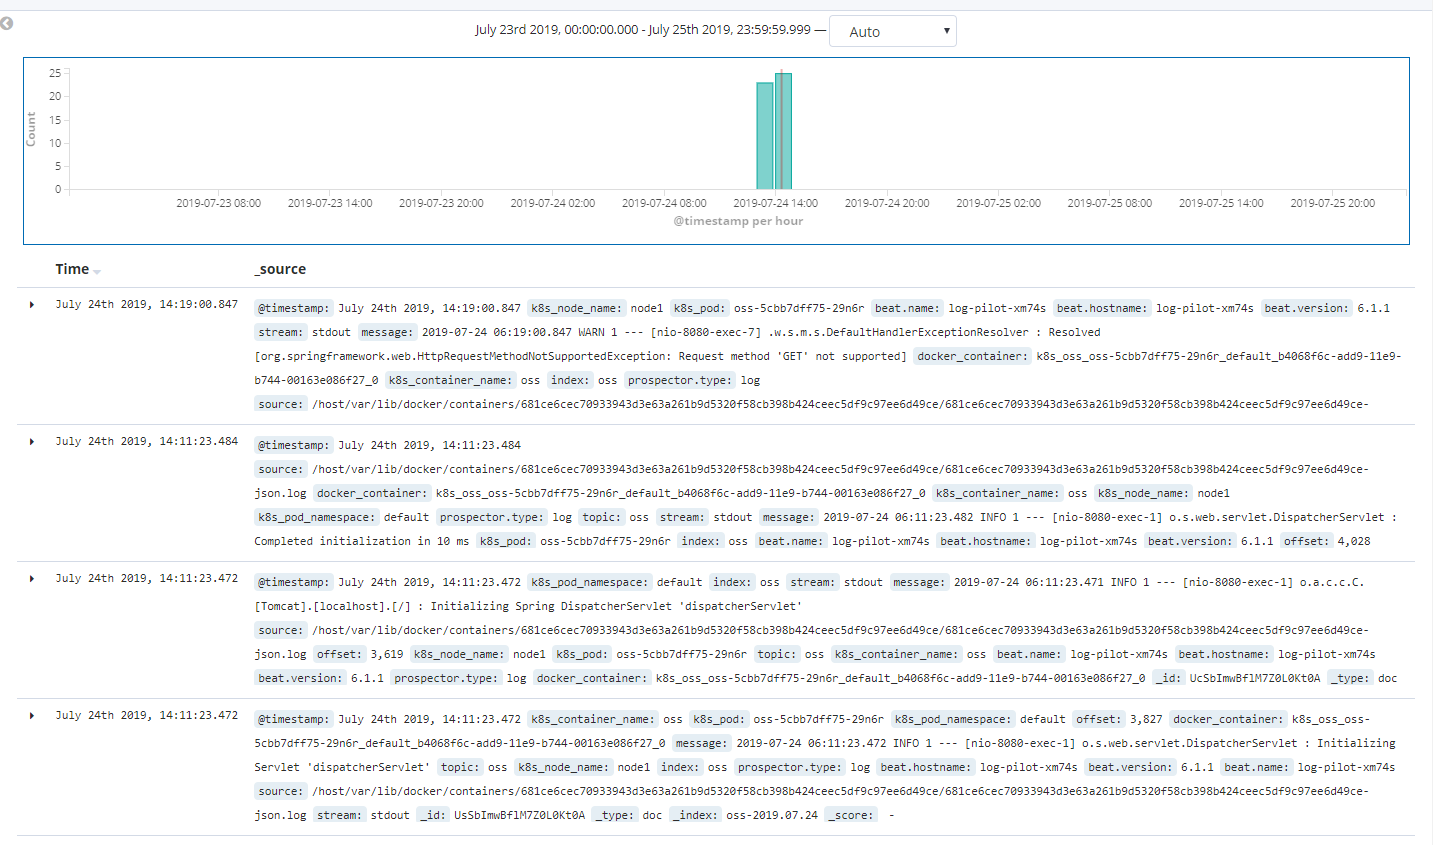 July 23rd 2019, 00:00:00.000 - July 25th 2019, 23:59:59.999 — Auto
25
20
15
10
5
0
Count
2019-07-23 08:00 2019-07-23 14:00 2019-07-23 20:00 2019-07-24 02:00 2019-07-24 08:00 2019-07-24 14:00 2019-07-24 20:00 2019-07-25 02:00 2019-07-25 08:00 2019-07-25 14:00 2019-07-25 20:00
@timestamp per hour
Time _source
July 24th 2019, 14:19:00.847 @timestamp: July 24th 2019, 14:19:00.847 k8s_node_name: node1 k8s_pod: oss-5cbb7dff75-29n6r beat.name: log-pilot-xm74s beat.hostname: log-pilot-xm74s beat.version: 6.1.1
stream: stdout message: 2019-07-24 06:19:00.847 WARN 1 --- [nio-8080-exec-7] .w.s.m.s.DefaultHandlerExceptionResolver : Resolved
[org.springframework.web.HttpRequestMethodNotSupportedException: Request method 'GET' not supported] docker_container: k8s_oss_oss-5cbb7dff75-29n6r_default_b4068f6c-add9-11e9-
b744-00163e086f27_0 k8s_container_name: oss index: oss prospector.type: log
source: /host/var/lib/docker/containers/681ce6cec70933943d3e63a261b9d5320f58cb398b424ceec5df9c97ee6d49ce/681ce6cec70933943d3e63a261b9d5320f58cb398b424ceec5df9c97ee6d49ce-
July 24th 2019, 14:11:23.484 @timestamp: July 24th 2019, 14:11:23.484
source: /host/var/lib/docker/containers/681ce6cec70933943d3e63a261b9d5320f58cb398b424ceec5df9c97ee6d49ce/681ce6cec70933943d3e63a261b9d5320f58cb398b424ceec5df9c97ee6d49ce-
json.log docker_container: k8s_oss_oss-5cbb7dff75-29n6r_default_b4068f6c-add9-11e9-b744-00163e086f27_0 k8s_container_name: oss k8s_node_name: node1
k8s_pod_namespace: default prospector.type: log topic: oss stream: stdout message: 2019-07-24 06:11:23.482 INFO 1 --- [nio-8080-exec-1] o.s.web.servlet.DispatcherServlet :
Completed initialization in 10 ms k8s_pod: oss-5cbb7dff75-29n6r index: oss beat.name: log-pilot-xm74s beat.hostname: log-pilot-xm74s beat.version: 6.1.1 offset: 4,028
July 24th 2019, 14:11:23.472 @timestamp: July 24th 2019, 14:11:23.472 k8s_pod_namespace: default index: oss stream: stdout message: 2019-07-24 06:11:23.471 INFO 1 --- [nio-8080-exec-1] o.a.c.c.C.
[Tomcat].[localhost].[/] : Initializing Spring DispatcherServlet 'dispatcherServlet'
source: /host/var/lib/docker/containers/681ce6cec70933943d3e63a261b9d5320f58cb398b424ceec5df9c97ee6d49ce/681ce6cec70933943d3e63a261b9d5320f58cb398b424ceec5df9c97ee6d49ce-
json.log offset: 3,619 k8s_node_name: node1 k8s_pod: oss-5cbb7dff75-29n6r topic: oss k8s_container_name: oss beat.name: log-pilot-xm74s beat.hostname: log-pilot-xm74s
beat.version: 6.1.1 prospector.type: log docker_container: k8s_oss_oss-5cbb7dff75-29n6r_default_b4068f6c-add9-11e9-b744-00163e086f27_0 _id: UcSbImwBflM7Z0L0Kt0A _type: doc
July 24th 2019, 14:11:23.472 @timestamp: July 24th 2019, 14:11:23.472 k8s_container_name: oss k8s_pod: oss-5cbb7dff75-29n6r k8s_pod_namespace: default offset: 3,827 docker_container: k8s_oss_oss-
5cbb7dff75-29n6r_default_b4068f6c-add9-11e9-b744-00163e086f27_0 message: 2019-07-24 06:11:23.472 INFO 1 --- [nio-8080-exec-1] o.s.web.servlet.DispatcherServlet : Initializing
Servlet 'dispatcherServlet' topic: oss k8s_node_name: node1 index: oss prospector.type: log beat.hostname: log-pilot-xm74s beat.version: 6.1.1 beat.name: log-pilot-xm74s
source: /host/var/lib/docker/containers/681ce6cec70933943d3e63a261b9d5320f58cb398b424ceec5df9c97ee6d49ce/681ce6cec70933943d3e63a261b9d5320f58cb398b424ceec5df9c97ee6d49ce-
json.log stream: stdout _id: UsSbImwBflM7Z0L0Kt0A _type: doc _index: oss-2019.07.24 _score: -